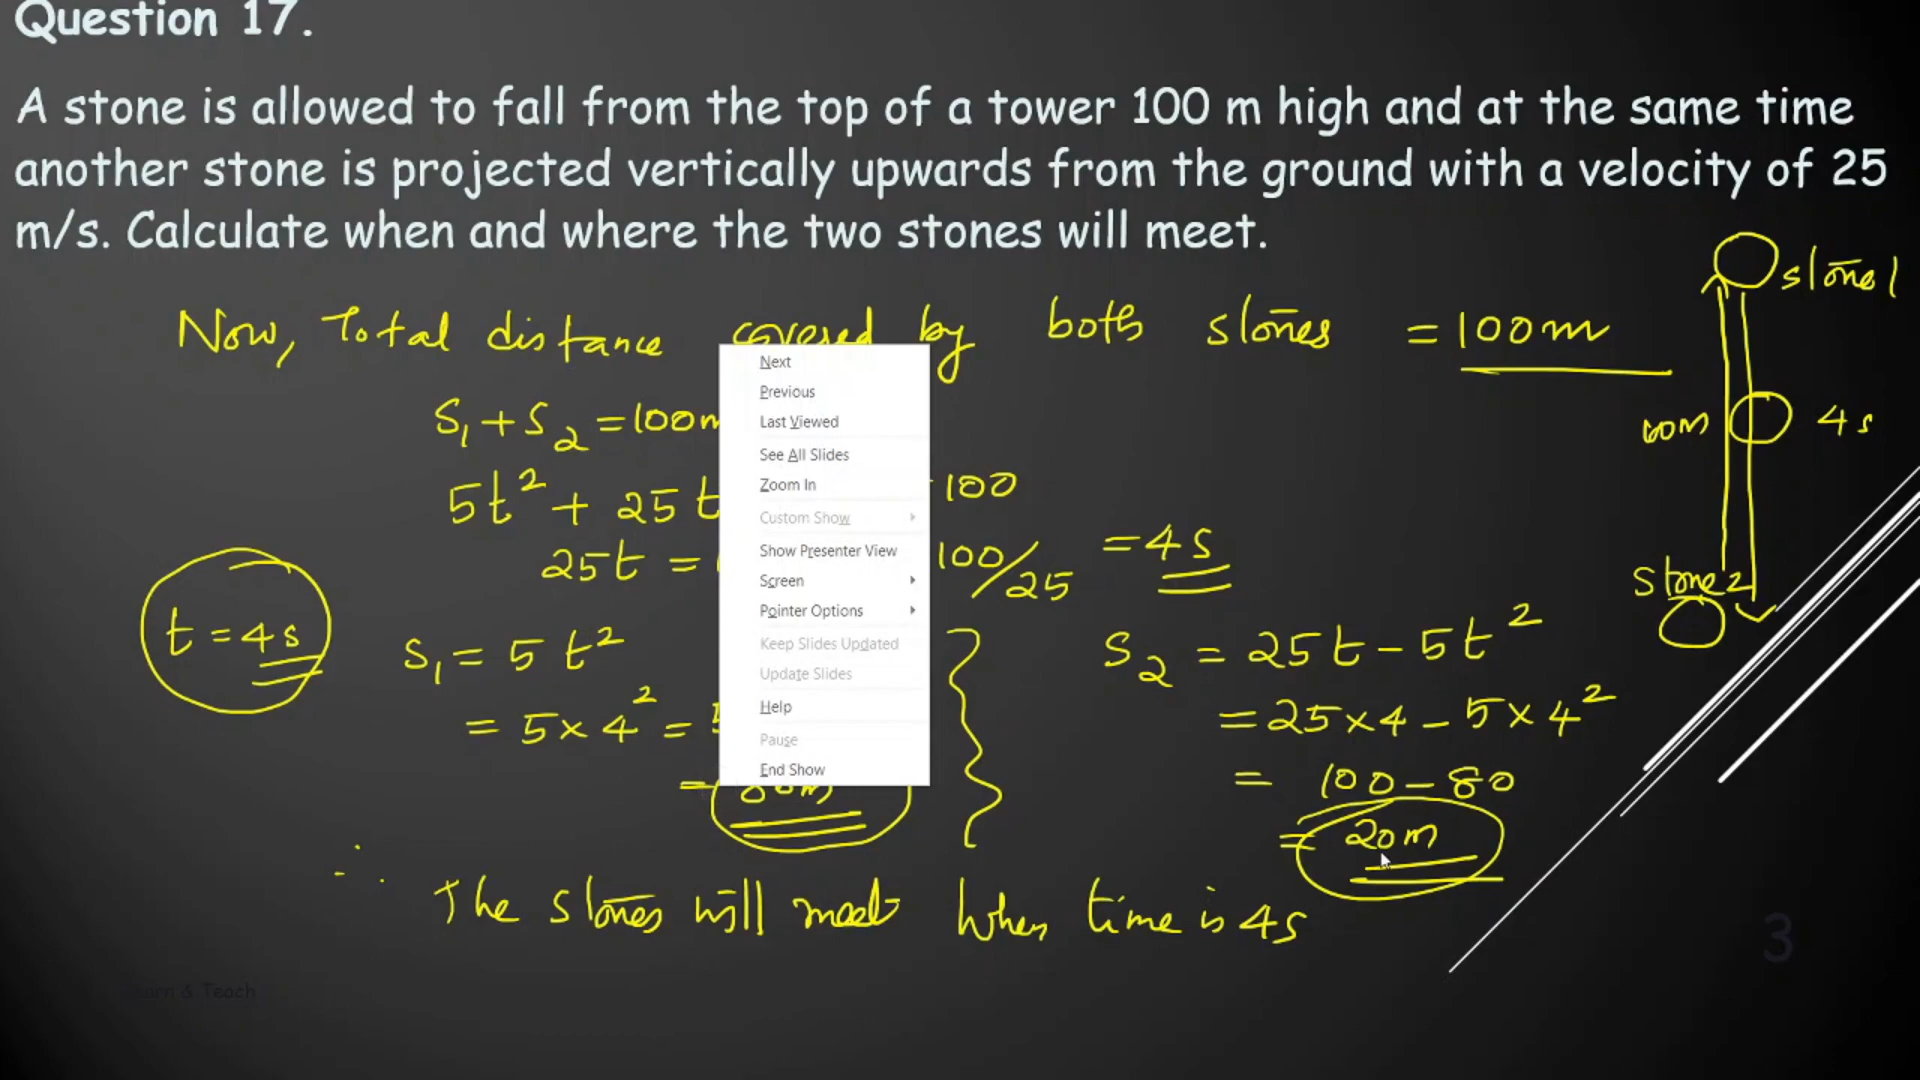 Question 17.
A stone is allowed to fall from the top of a tower 100 m high and at the same time
another stone is projected vertically upwards from the ground with a velocity of 25
m/s. Calculate when and where the two stones will meet.
stone 1
Now, Total distance covered by both stones = 100m
S₁ + S₂ = 100m
4s
5t² + 25t
100
25t =
100/25 = 4s
stone 2
t = 4s
S₁ = 5t²
= 5×4² =
= 80m
S₂ = 25t - 5t²
= 25×4 - 5×4²
= 100 - 80
= 20m
∴ The stones will meet when time is 4s
Next
Previous
Last Viewed
See All Slides
Zoom In
Custom Show
Show Presenter View
Screen
Pointer Options
Keep Slides Updated
Update Slides
Help
Pause
End Show
3
& Teach